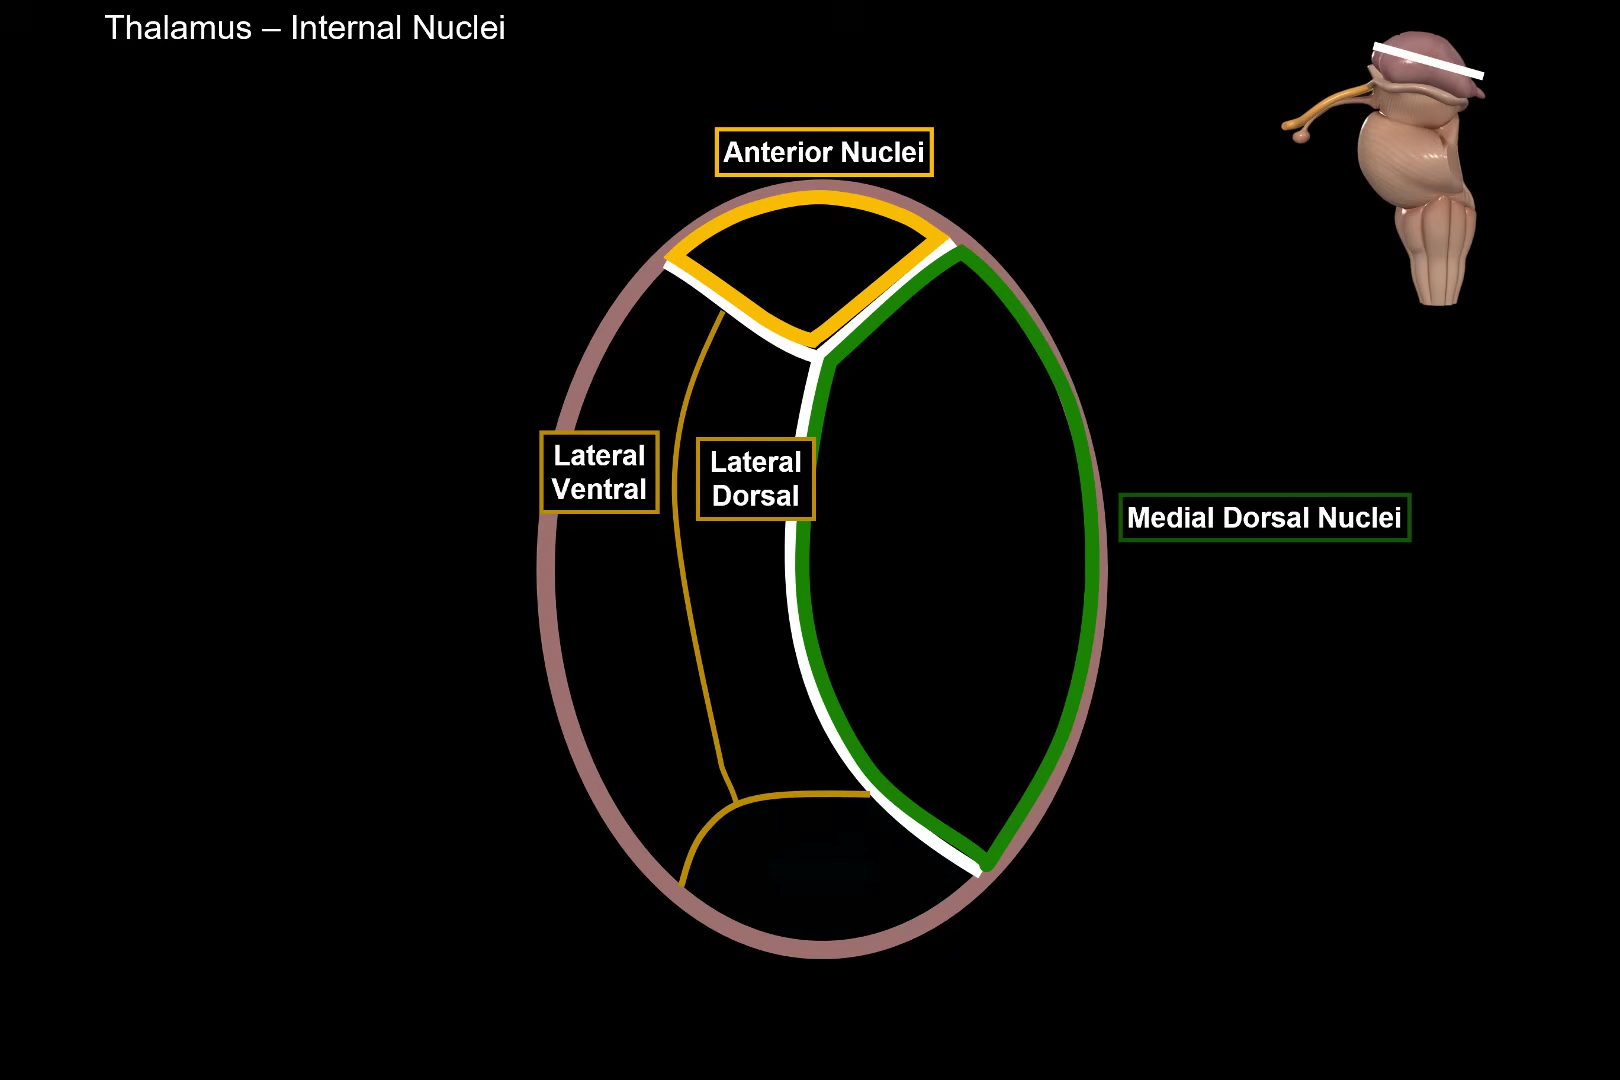 Thalamus – Internal Nuclei
Anterior Nuclei
Lateral
Ventral
Lateral
Dorsal
Medial Dorsal Nuclei